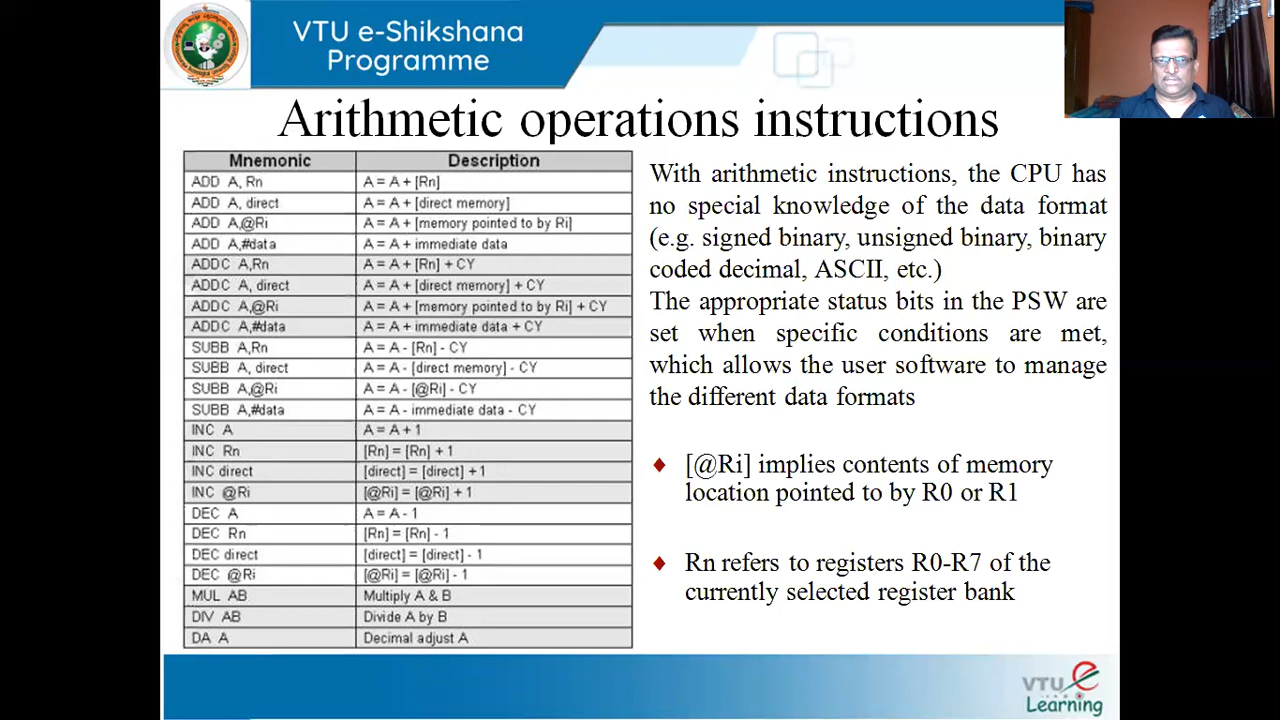 VTU e-Shikshana
Programme
Arithmetic operations instructions
Mnemonic Description
ADD A, Rn A = A + [Rn]
ADD A, direct A = A + [direct memory]
ADD A,@Ri A = A + [memory pointed to by Ri]
ADD A,#data A = A + immediate data
ADDC A,Rn A = A + [Rn] + CY
ADDC A, direct A = A + [direct memory] + CY
ADDC A,@Ri A = A + [memory pointed to by Ri] + CY
ADDC A,#data A = A + immediate data + CY
SUBB A,Rn A = A - [Rn] - CY
SUBB A, direct A = A - [direct memory] - CY
SUBB A,@Ri A = A - [@Ri] - CY
SUBB A,#data A = A - immediate data - CY
INC A A = A + 1
INC Rn [Rn] = [Rn] + 1
INC direct [direct] = [direct] + 1
INC @Ri [@Ri] = [@Ri] + 1
DEC A A = A - 1
DEC Rn [Rn] = [Rn] - 1
DEC direct [direct] = [direct] - 1
DEC @Ri [@Ri] = [@Ri] - 1
MUL AB Multiply A & B
DIV AB Divide A by B
DA A Decimal adjust A
With arithmetic instructions, the CPU has
no special knowledge of the data format
(e.g. signed binary, unsigned binary, binary
coded decimal, ASCII, etc.)
The appropriate status bits in the PSW are
set when specific conditions are met,
which allows the user software to manage
the different data formats
♦ [@Ri] implies contents of memory
location pointed to by R0 or R1
♦ Rn refers to registers R0-R7 of the
currently selected register bank
VTU e
Learning